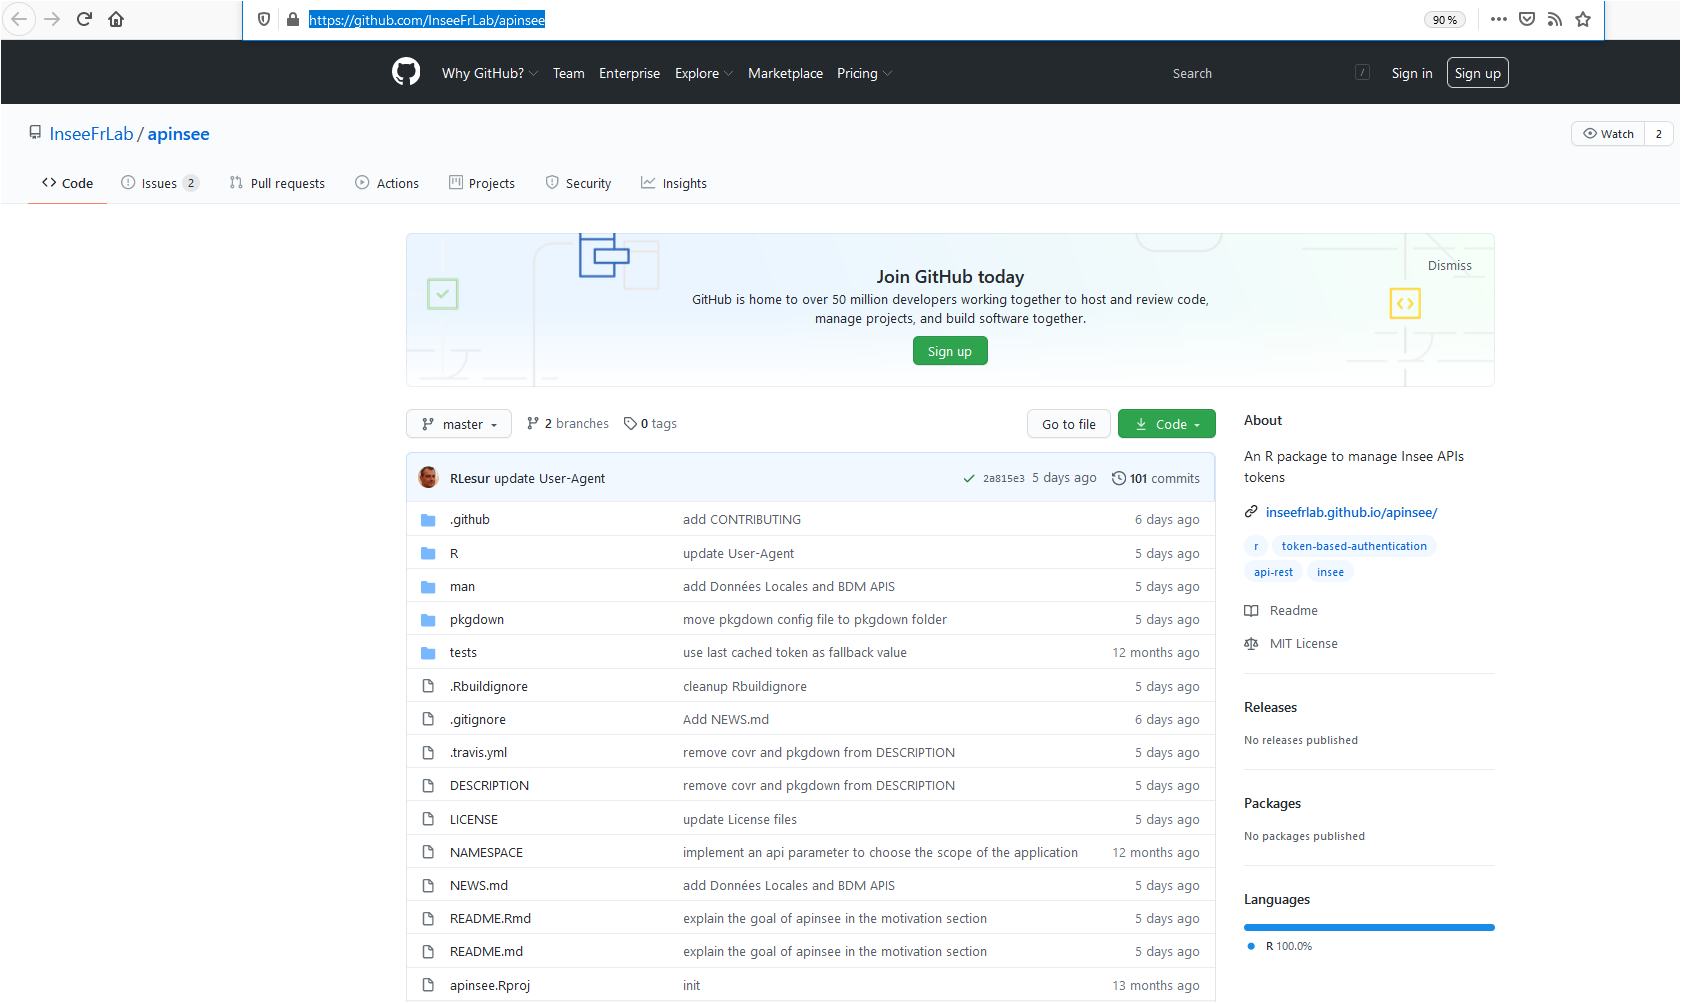 https://github.com/InseeFrLab/apinsee 90 %
Why GitHub? Team Enterprise Explore Marketplace Pricing Search / Sign in Sign up
InseeFrLab / apinsee Watch 2
Code Issues 2 Pull requests Actions Projects Security Insights
Join GitHub today Dismiss
GitHub is home to over 50 million developers working together to host and review code,
manage projects, and build software together.
Sign up
master 2 branches 0 tags Go to file Code
RLesur update User-Agent 2a815e3 5 days ago 101 commits
.github add CONTRIBUTING 6 days ago
R update User-Agent 5 days ago
man add Données Locales and BDM APIS 5 days ago
pkgdown move pkgdown config file to pkgdown folder 5 days ago
tests use last cached token as fallback value 12 months ago
.Rbuildignore cleanup Rbuildignore 5 days ago
.gitignore Add NEWS.md 6 days ago
.travis.yml remove covr and pkgdown from DESCRIPTION 5 days ago
DESCRIPTION remove covr and pkgdown from DESCRIPTION 5 days ago
LICENSE update License files 5 days ago
NAMESPACE implement an api parameter to choose the scope of the application 12 months ago
NEWS.md add Données Locales and BDM APIS 5 days ago
README.Rmd explain the goal of apinsee in the motivation section 5 days ago
README.md explain the goal of apinsee in the motivation section 5 days ago
apinsee.Rproj init 13 months ago
About
An R package to manage Insee APIs
tokens
inseefrlab.github.io/apinsee/
r token-based-authentication
api-rest insee
Readme
MIT License
Releases
No releases published
Packages
No packages published
Languages
R 100.0%